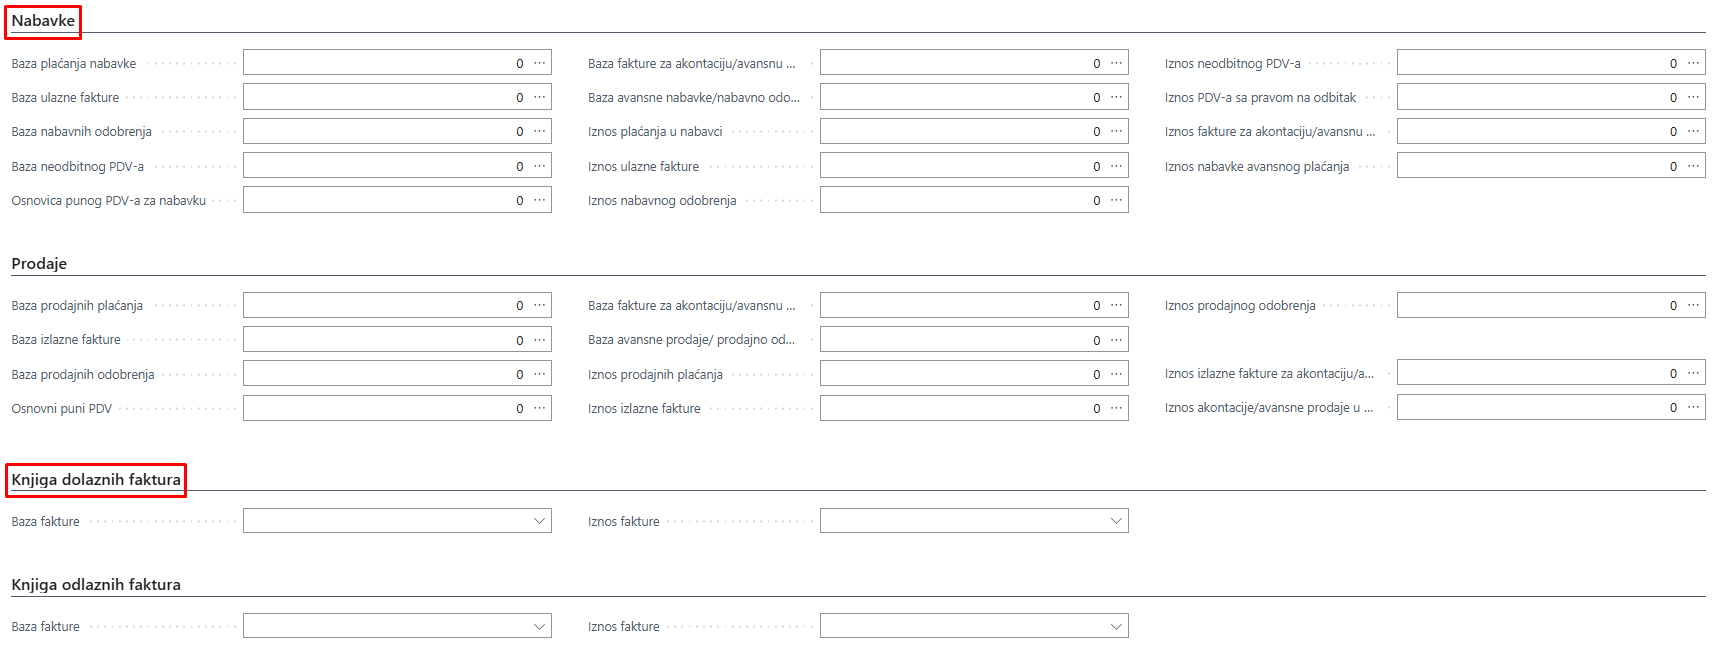 Nabavke
Baza plaćanja nabavke 0 ... Baza fakture za akontaciju/avansnu ... 0 ... Iznos neodbitnog PDV-a 0 ...
Baza ulazne fakture 0 ... Baza avansne nabavke/nabavno odo... 0 ... Iznos PDV-a sa pravom na odbitak 0 ...
Baza nabavnih odobrenja 0 ... Iznos plaćanja u nabavci 0 ... Iznos fakture za akontaciju/avansnu ... 0 ...
Baza neodbitnog PDV-a 0 ... Iznos ulazne fakture 0 ... Iznos nabavke avansnog plaćanja 0 ...
Osnovica punog PDV-a za nabavku 0 ... Iznos nabavnog odobrenja 0 ...
Prodaje
Baza prodajnih plaćanja 0 ... Baza fakture za akontaciju/avansnu ... 0 ... Iznos prodajnog odobrenja 0 ...
Baza izlazne fakture 0 ... Baza avansne prodaje/ prodajno od... 0 ...
Baza prodajnih odobrenja 0 ... Iznos prodajnih plaćanja 0 ... Iznos izlazne fakture za akontaciju/a... 0 ...
Osnovni puni PDV 0 ... Iznos izlazne fakture 0 ... Iznos akontacije/avansne prodaje u ... 0 ...
Knjiga dolaznih faktura
Baza fakture Iznos fakture
Knjiga odlaznih faktura
Baza fakture Iznos fakture